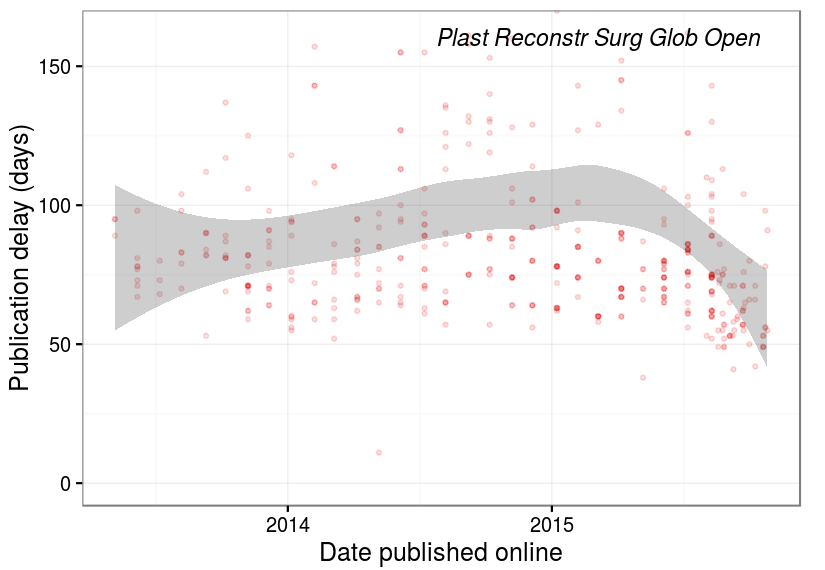 Plast Reconstr Surg Glob Open
150
100
50
0
Publication delay (days)
2014 2015
Date published online